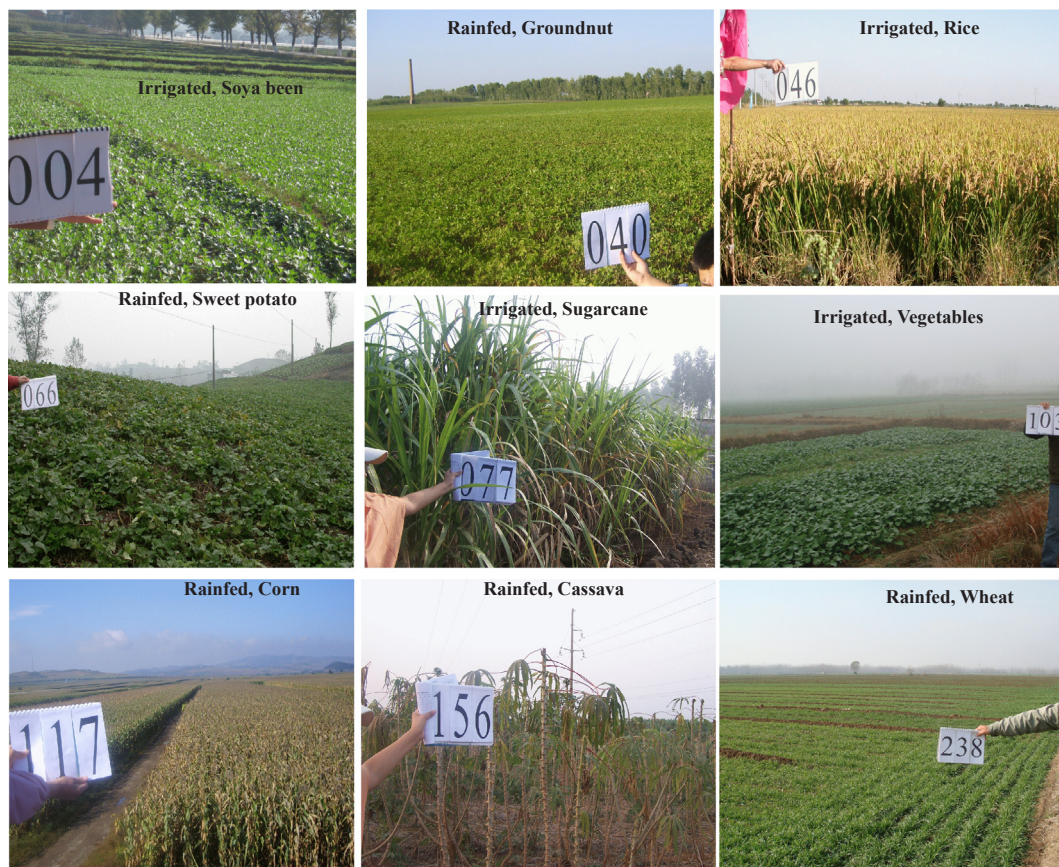 Irrigated, Soya been
004
Rainfed, Groundnut
040
Irrigated, Rice
046
Rainfed, Sweet potato
066
Irrigated, Sugarcane
077
Irrigated, Vegetables
103
Rainfed, Corn
117
Rainfed, Cassava
156
Rainfed, Wheat
238